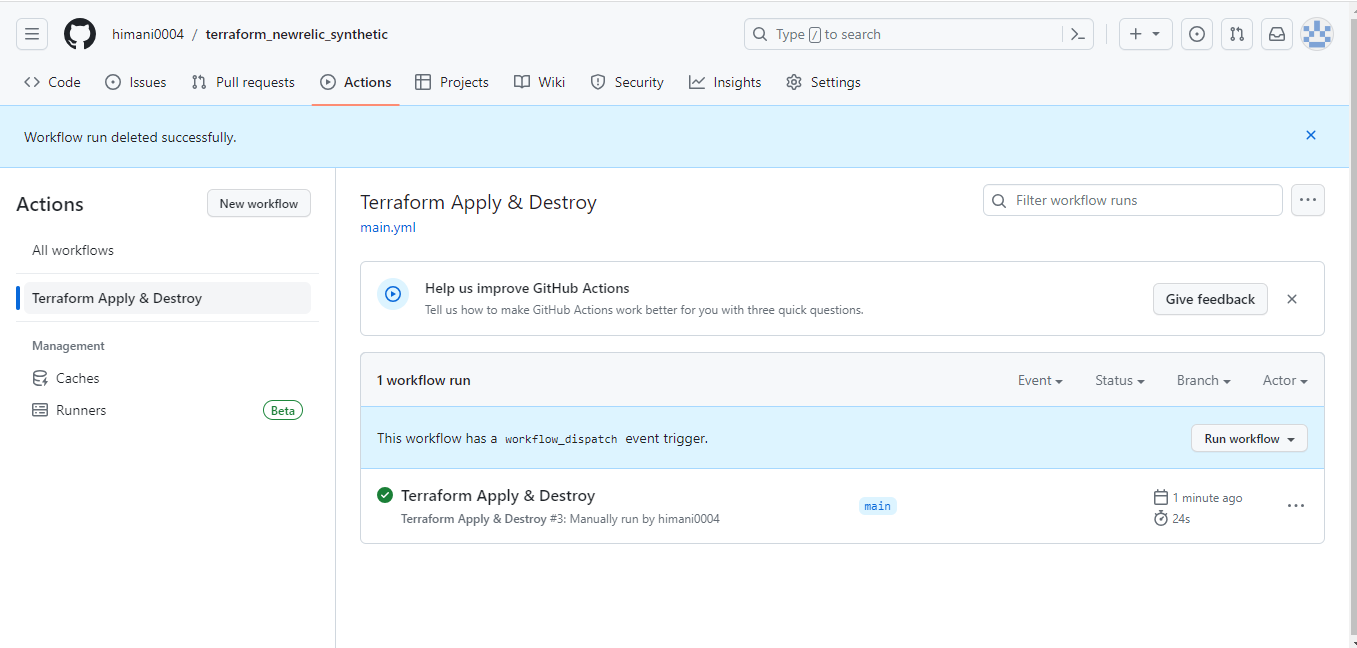 himani0004 / terraform_newrelic_synthetic
Type / to search
Code Issues Pull requests Actions Projects Wiki Security Insights Settings
Workflow run deleted successfully.
Actions
New workflow
All workflows
Terraform Apply & Destroy
Management
Caches
Runners Beta
Terraform Apply & Destroy
main.yml
Filter workflow runs
Help us improve GitHub Actions
Tell us how to make GitHub Actions work better for you with three quick questions.
Give feedback
1 workflow run
Event Status Branch Actor
This workflow has a workflow_dispatch event trigger.
Run workflow
Terraform Apply & Destroy
Terraform Apply & Destroy #3: Manually run by himani0004
main
1 minute ago
24s